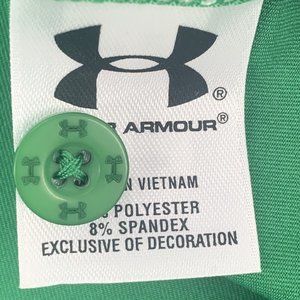 ®
ARMOUR®
VIETNAM
POLYESTER
8% SPANDEX
EXCLUSIVE OF DECORATION